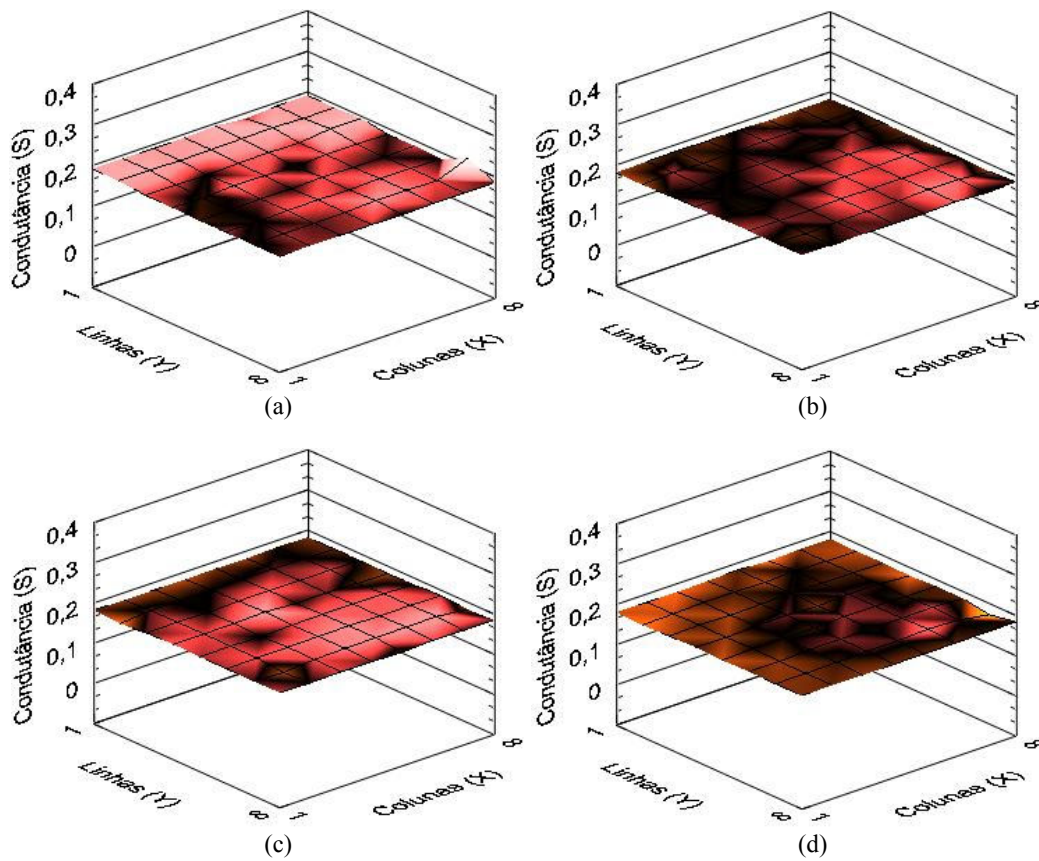 0,4
0,3
0,2
0,1
0
Condutância (S)
1
Linhas (Y)
8
1
Colunas (X)
8
(a)
0,4
0,3
0,2
0,1
0
Condutância (S)
1
Linhas (Y)
8
1
Colunas (X)
8
(b)
0,4
0,3
0,2
0,1
0
Condutância (S)
1
Linhas (Y)
8
1
Colunas (X)
8
(c)
0,4
0,3
0,2
0,1
0
Condutância (S)
1
Linhas (Y)
8
1
Colunas (X)
8
(d)